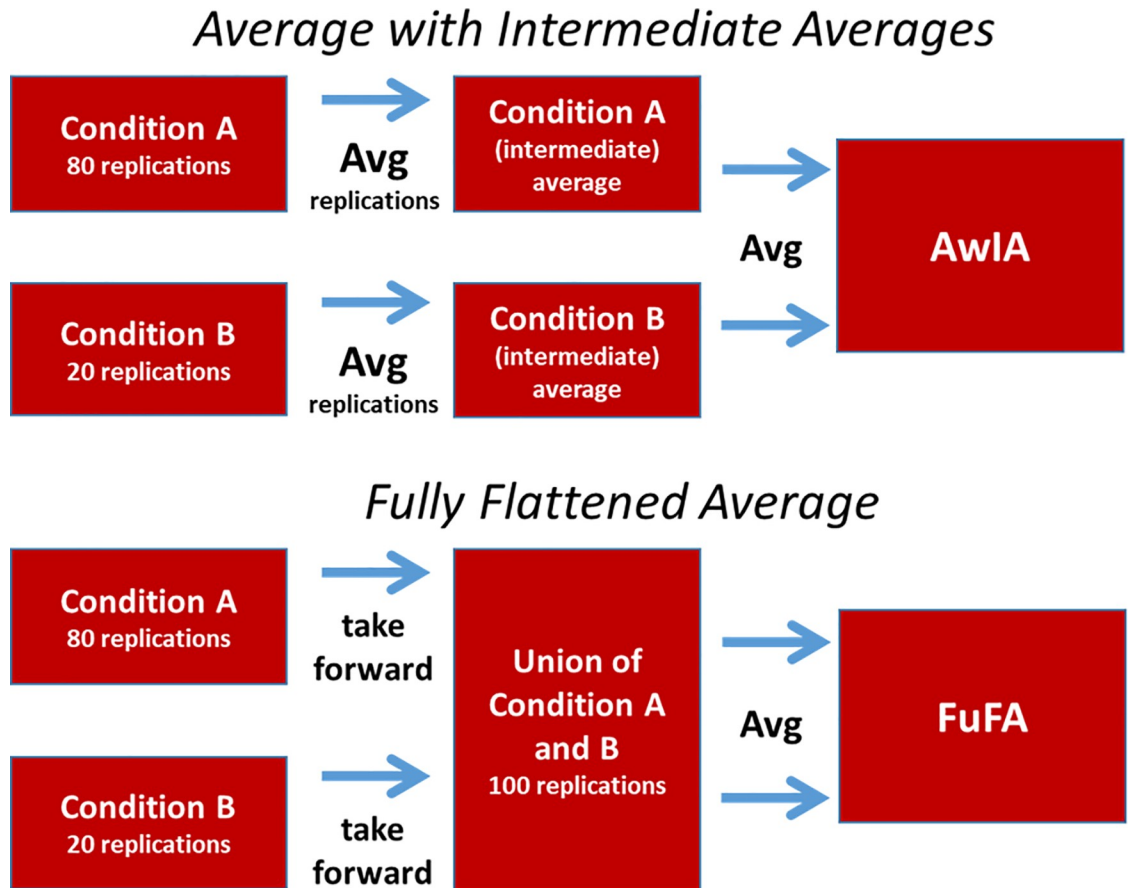 Average with Intermediate Averages
Condition A
80 replications
Avg
replications
Condition A
(intermediate)
average
Condition B
20 replications
Avg
replications
Condition B
(intermediate)
average
Avg
AwIA
Fully Flattened Average
Condition A
80 replications
take
forward
Condition B
20 replications
take
forward
Union of
Condition A
and B
100 replications
Avg
FuFA